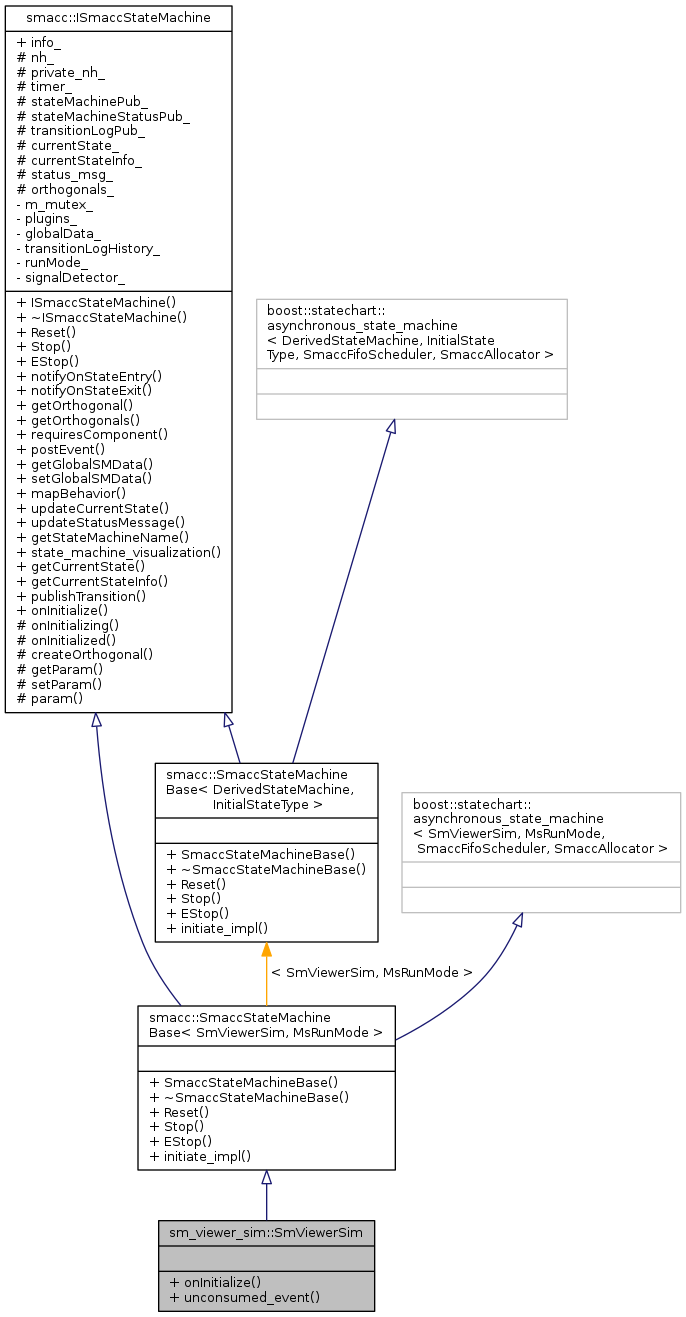 smacc::ISmaccStateMachine
+ info_
# nh_
# private_nh_
# timer_
# stateMachinePub_
# stateMachineStatusPub_
# transitionLogPub_
# currentState_
# currentStateInfo_
# status_msg_
# orthogonals_
- m_mutex_
- plugins_
- globalData_
- transitionLogHistory_
- runMode_
- signalDetector_
+ ISmaccStateMachine()
+ ~ISmaccStateMachine()
+ Reset()
+ Stop()
+ EStop()
+ notifyOnStateEntry()
+ notifyOnStateExit()
+ getOrthogonal()
+ getOrthogonals()
+ requiresComponent()
+ postEvent()
+ getGlobalSMData()
+ setGlobalSMData()
+ mapBehavior()
+ updateCurrentState()
+ updateStatusMessage()
+ getStateMachineName()
+ state_machine_visualization()
+ getCurrentState()
+ getCurrentStateInfo()
+ publishTransition()
+ onInitialize()
# onInitializing()
# onInitialized()
# createOrthogonal()
# getParam()
# setParam()
# param()
boost::statechart::
asynchronous_state_machine
< DerivedStateMachine, InitialState
Type, SmaccFifoScheduler, SmaccAllocator >
smacc::SmaccStateMachine
Base< DerivedStateMachine,
InitialStateType >
+ SmaccStateMachineBase()
+ ~SmaccStateMachineBase()
+ Reset()
+ Stop()
+ EStop()
+ initiate_impl()
boost::statechart::
asynchronous_state_machine
< SmViewerSim, MsRunMode,
SmaccFifoScheduler, SmaccAllocator >
< SmViewerSim, MsRunMode >
smacc::SmaccStateMachine
Base< SmViewerSim, MsRunMode >
+ SmaccStateMachineBase()
+ ~SmaccStateMachineBase()
+ Reset()
+ Stop()
+ EStop()
+ initiate_impl()
sm_viewer_sim::SmViewerSim
+ onInitialize()
+ unconsumed_event()